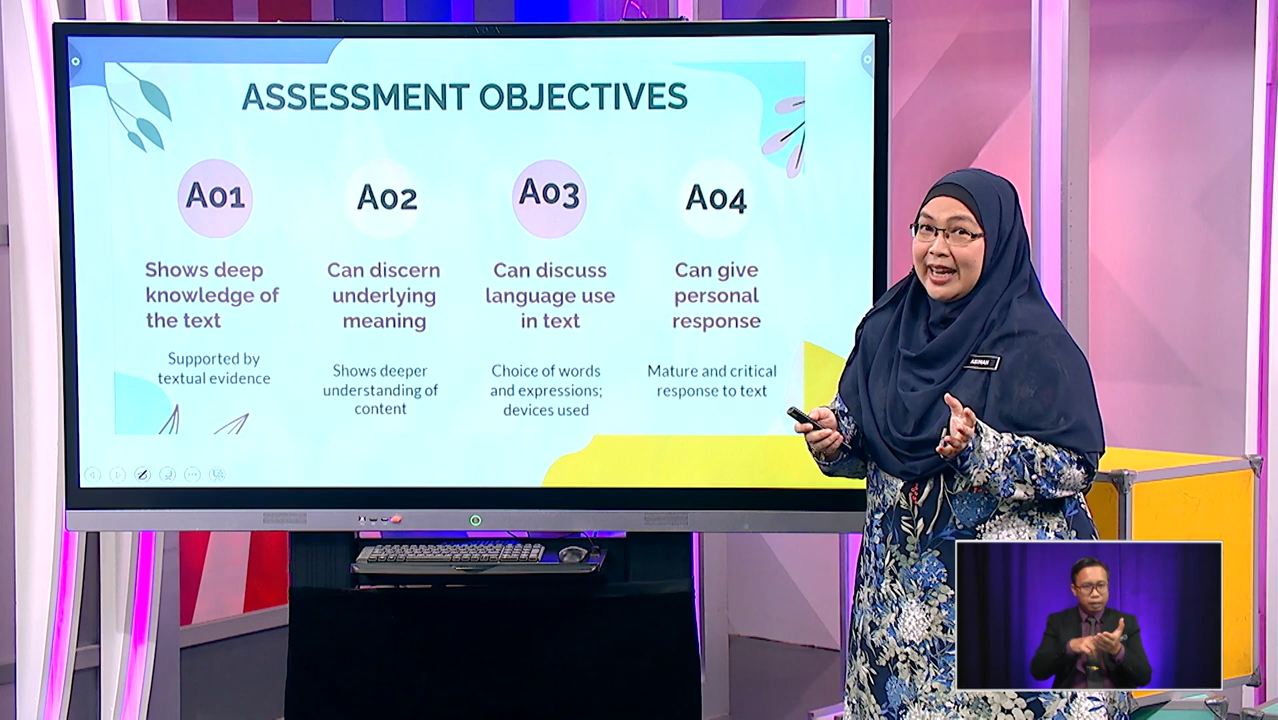 ASSESSMENT OBJECTIVES
Ao1
Shows deep
knowledge of
the text
Supported by
textual evidence
Ao2
Can discern
underlying
meaning
Shows deeper
understanding of
content
Ao3
Can discuss
language use
in text
Choice of words
and expressions;
devices used
Ao4
Can give
personal
response
Mature and critical
response to text